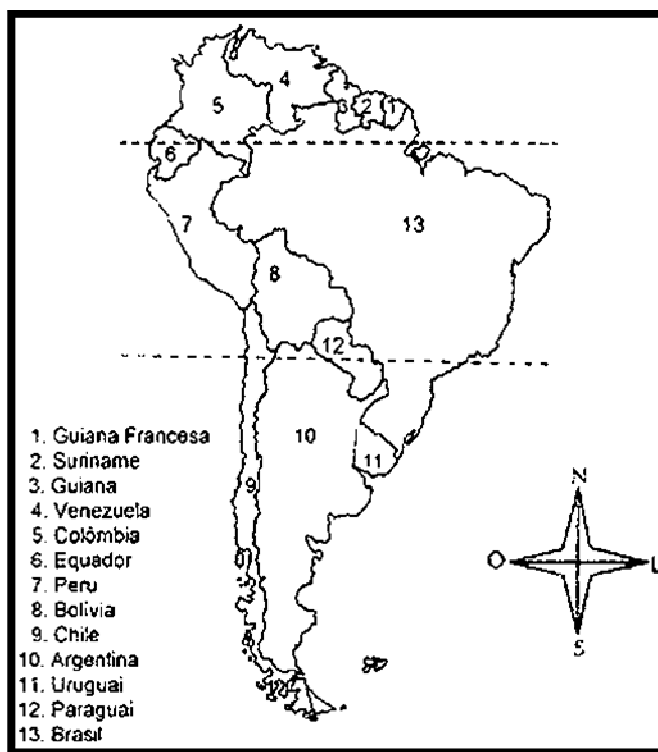 4
5
3
2
1
6
7
13
8
12
10
11
9
1. Guiana Francesa
2. Suriname
3. Guiana
4. Venezuela
5. Colômbia
6. Equador
7. Peru
8. Bolivia
9. Chile
10. Argentina
11. Uruguai
12. Paraguai
13. Brasil
N
O
L
S